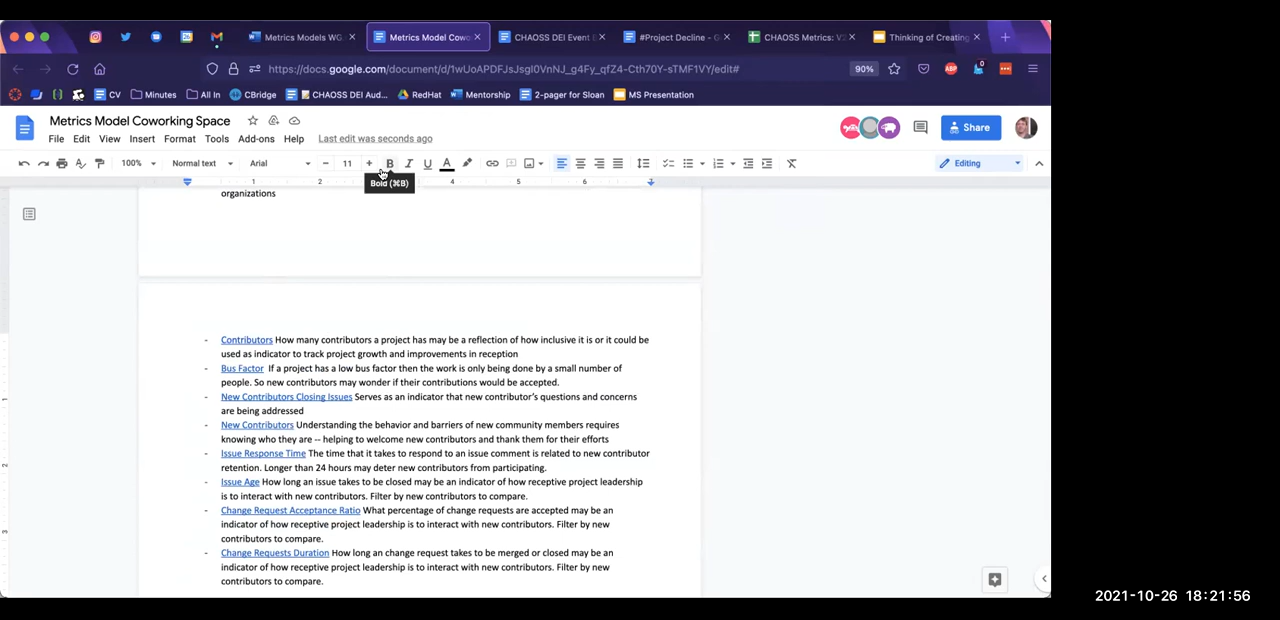 Metrics Models WG
Metrics Model Cowo
CHAOSS DEI Event
#Project Decline - G
CHAOSS Metrics: V
Thinking of Creating
https://docs.google.com/document/d/1wUoAPDFJsJsgI0VnNJ_g4Fy_qfZ4-Cth70Y-sTMF1VY/edit#
90%
ABP
0
CV
Minutes
All In
CBridge
CHAOSS DEI Aud...
RedHat
Mentorship
2-pager for Sloan
MS Presentation
Metrics Model Coworking Space
File Edit View Insert Format Tools Add-ons Help Last edit was seconds ago
Share
100% Normal text Arial − 11 + B I U A
Editing
Bold (⌘B)
1 2 4 5 6 7
organizations
- Contributors How many contributors a project has may be a reflection of how inclusive it is or it could be
used as indicator to track project growth and improvements in reception
- Bus Factor If a project has a low bus factor then the work is only being done by a small number of
people. So new contributors may wonder if their contributions would be accepted.
- New Contributors Closing Issues Serves as an indicator that new contributor's questions and concerns
are being addressed
- New Contributors Understanding the behavior and barriers of new community members requires
knowing who they are -- helping to welcome new contributors and thank them for their efforts
- Issue Response Time The time that it takes to respond to an issue comment is related to new contributor
retention. Longer than 24 hours may deter new contributors from participating.
- Issue Age How long an issue takes to be closed may be an indicator of how receptive project leadership
is to interact with new contributors. Filter by new contributors to compare.
- Change Request Acceptance Ratio What percentage of change requests are accepted may be an
indicator of how receptive project leadership is to interact with new contributors. Filter by new
contributors to compare.
- Change Requests Duration How long an change request takes to be merged or closed may be an
indicator of how receptive project leadership is to interact with new contributors. Filter by new
contributors to compare.
1
2
3
2021-10-26 18:21:56